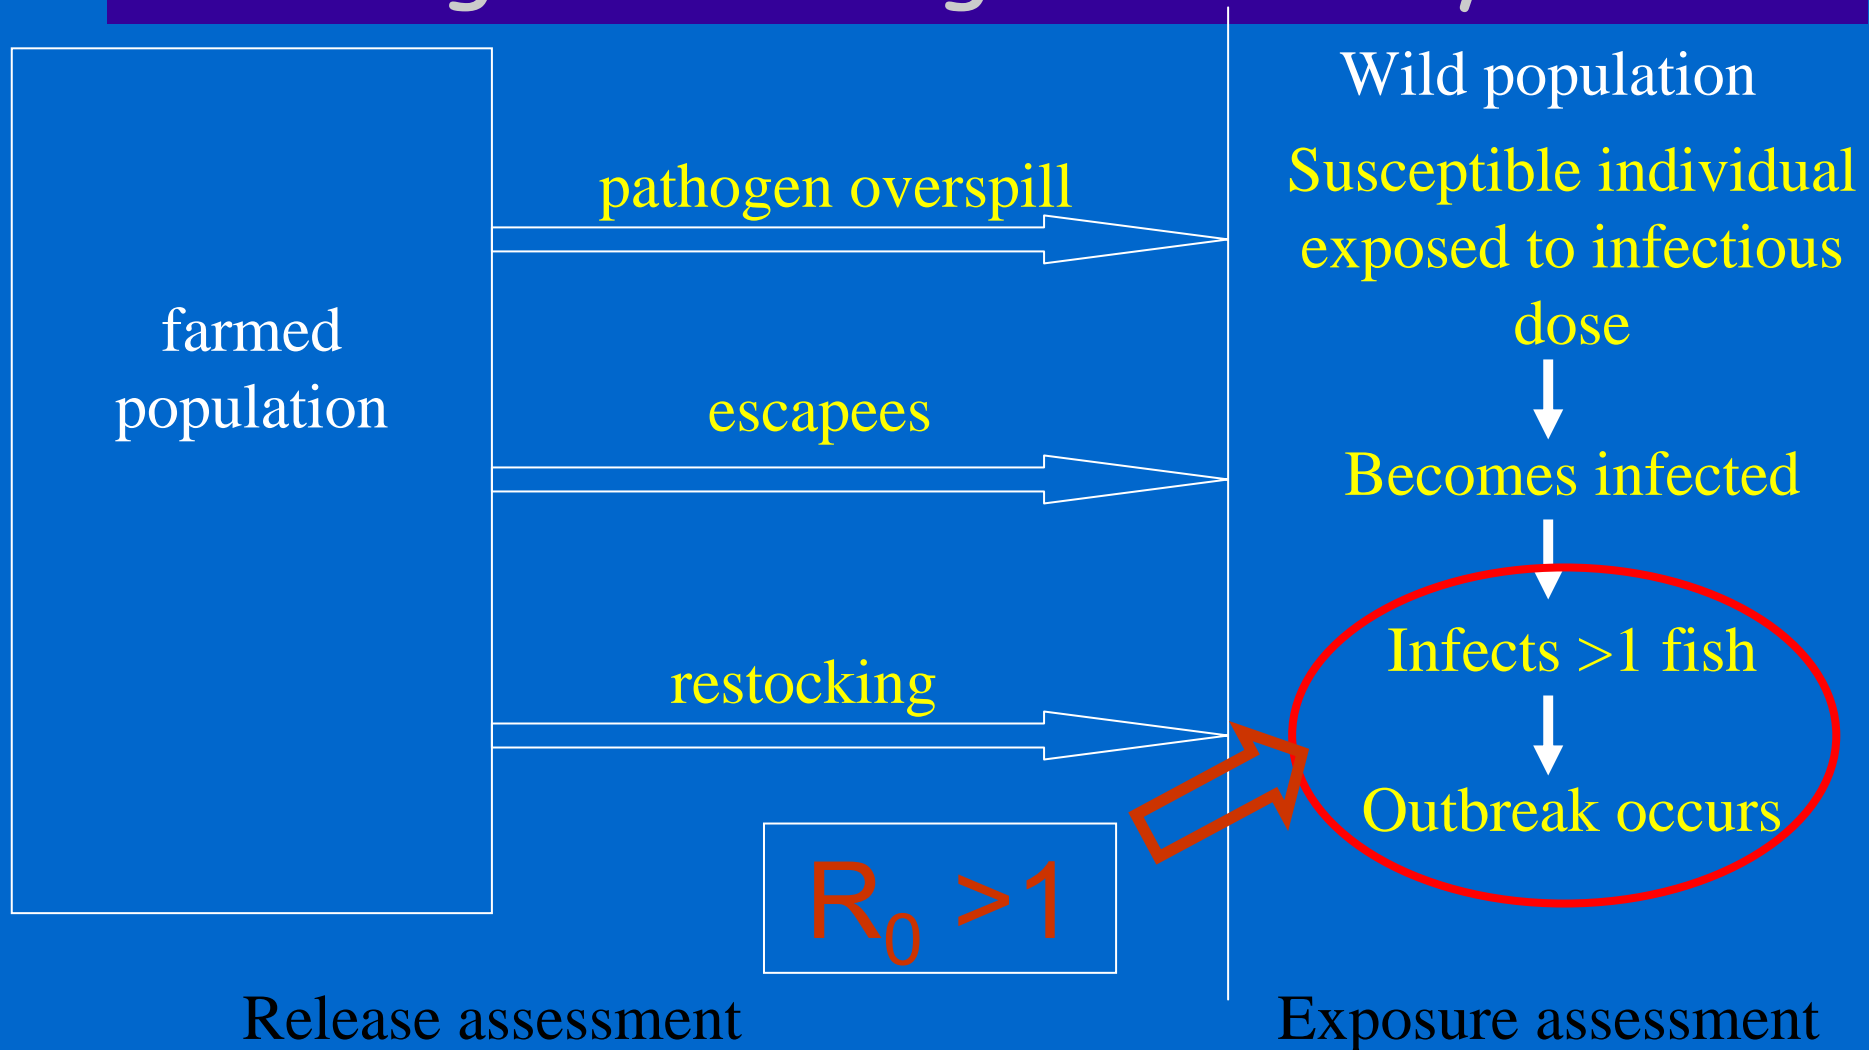 farmed
population
pathogen overspill
escapees
restocking
R₀ >1
Release assessment
Wild population
Susceptible individual
exposed to infectious
dose
Becomes infected
Infects >1 fish
Outbreak occurs
Exposure assessment